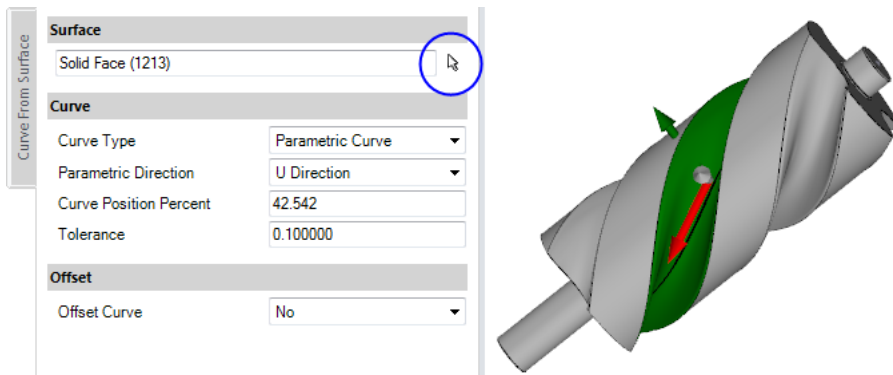 Curve From Surface
Surface
Solid Face (1213)
Curve
Curve Type Parametric Curve
Parametric Direction U Direction
Curve Position Percent 42.542
Tolerance 0.100000
Offset
Offset Curve No